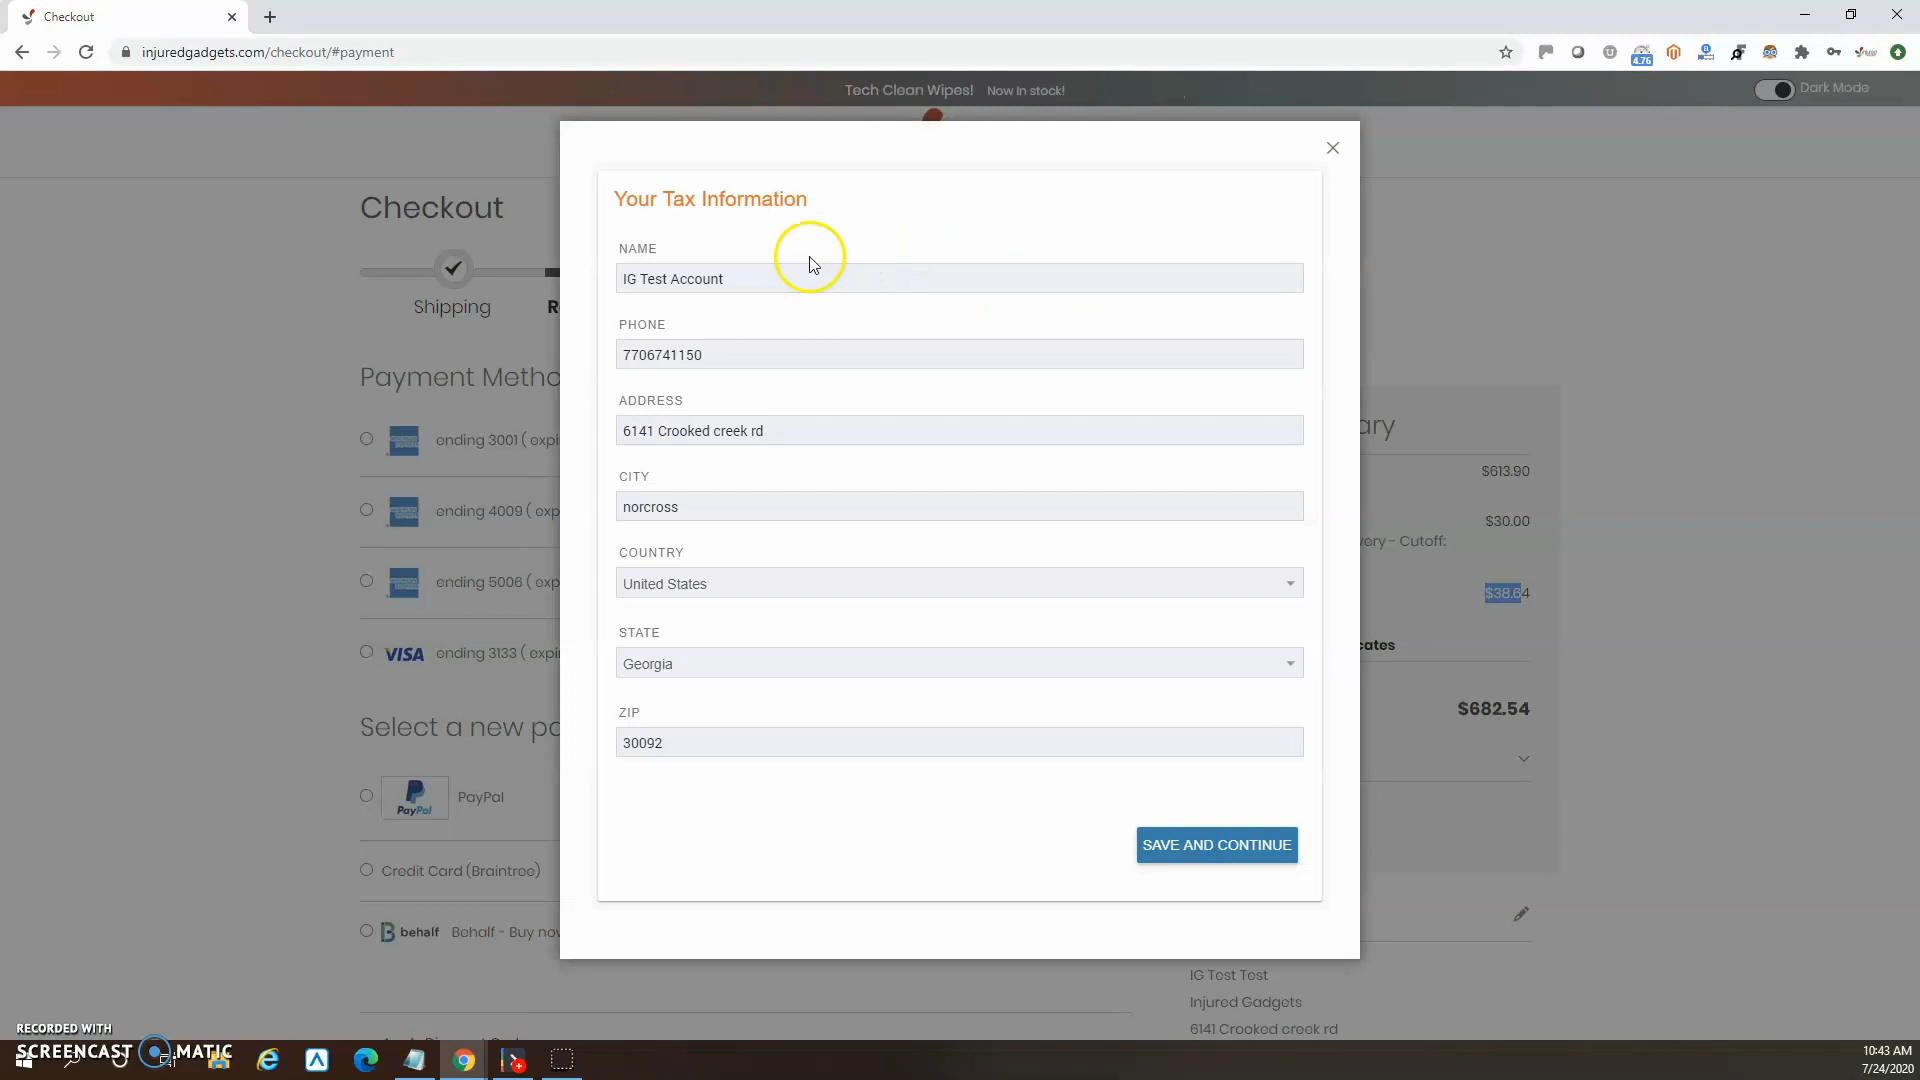 Checkout
injuredgadgets.com/checkout/#payment
4.76
Tech Clean Wipes! Now in stock!
Dark Mode
Checkout
Shipping
R
Payment Metho
ending 3001 ( expi
ending 4009 ( exp
ending 5006 ( exp
VISA ending 3133 ( expi
Select a new pa
PayPal PayPal
Credit Card (Braintree)
behalf Behalf - Buy nov
Your Tax Information
NAME
IG Test Account
PHONE
7706741150
ADDRESS
6141 Crooked creek rd
CITY
norcross
COUNTRY
United States
STATE
Georgia
ZIP
30092
SAVE AND CONTINUE
ary
$613.90
$30.00
very - Cutoff:
$38.64
cates
$682.54
IG Test Test
Injured Gadgets
6141 Crooked creek rd
RECORDED WITH
SCREENCAST MATIC
10:43 AM
7/24/2020